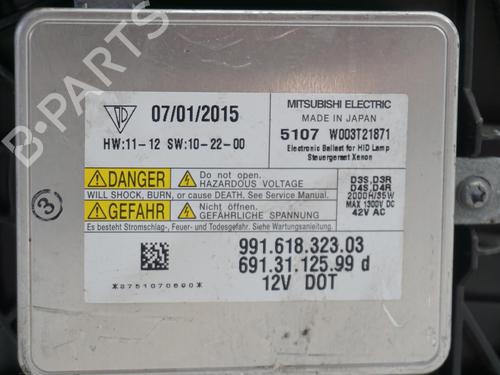 07/01/2015
HW:11-12 SW:10-22-00
MITSUBISHI ELECTRIC
MADE IN JAPAN
5107 W003T21871
Electronic Ballast for HID Lamp
Steuergeraet Xenon
DANGER Do not open.
HAZARDOUS VOLTAGE
WILL SHOCK, BURN, or cause DEATH. See Service Manual.
GEFAHR Nicht öffnen.
GEFÄHRLICHE SPANNUNG
Es besteht Stromschlag-, Feuer- und Todesgefahr. Siehe Wartungsanleitung.
D3S,D3R
D4S,D4R
2000H/35W
MAX 1300V DC
42V AC
3
991.618.323.03
691.31.125.99 d
12V DOT
*8751070690*
B-PARTS